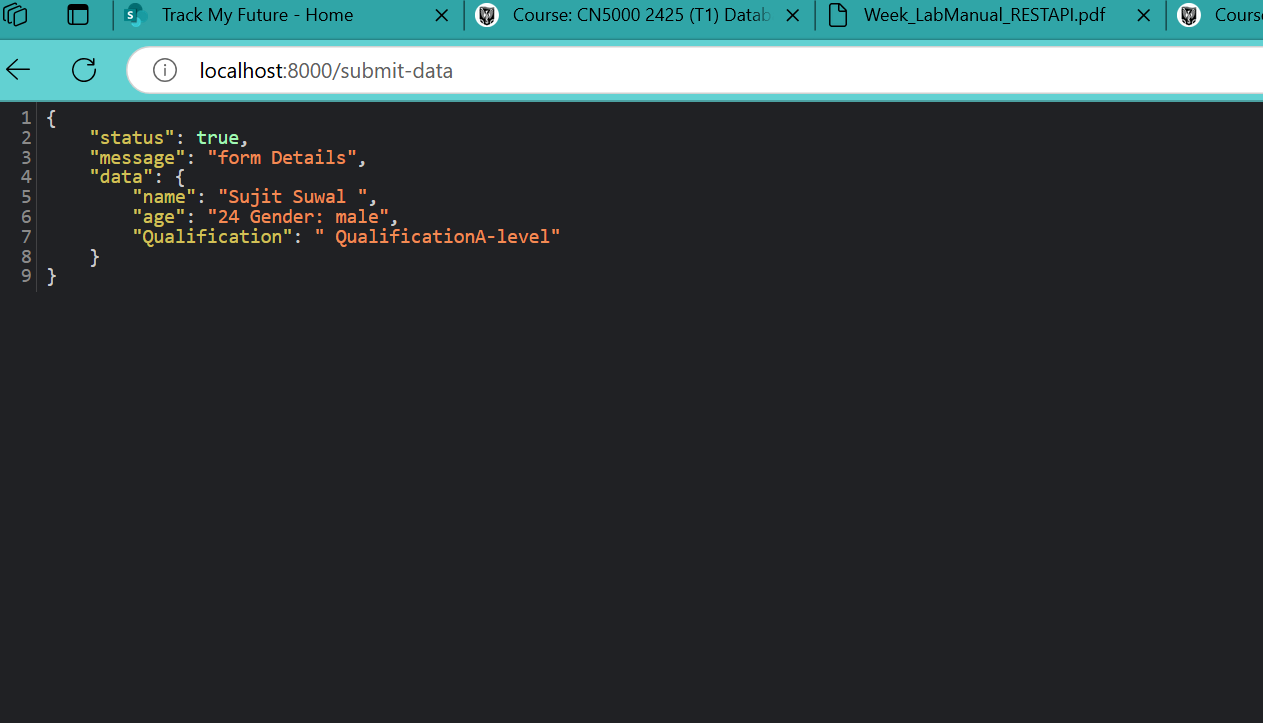 Track My Future - Home
Course: CN5000 2425 (T1) Datab
Week_LabManual_RESTAPI.pdf
Cours
localhost:8000/submit-data
1 {
2     "status": true,
3     "message": "form Details",
4     "data": {
5         "name": "Sujit Suwal ",
6         "age": "24 Gender: male",
7         "Qualification": " QualificationA-level"
8     }
9 }